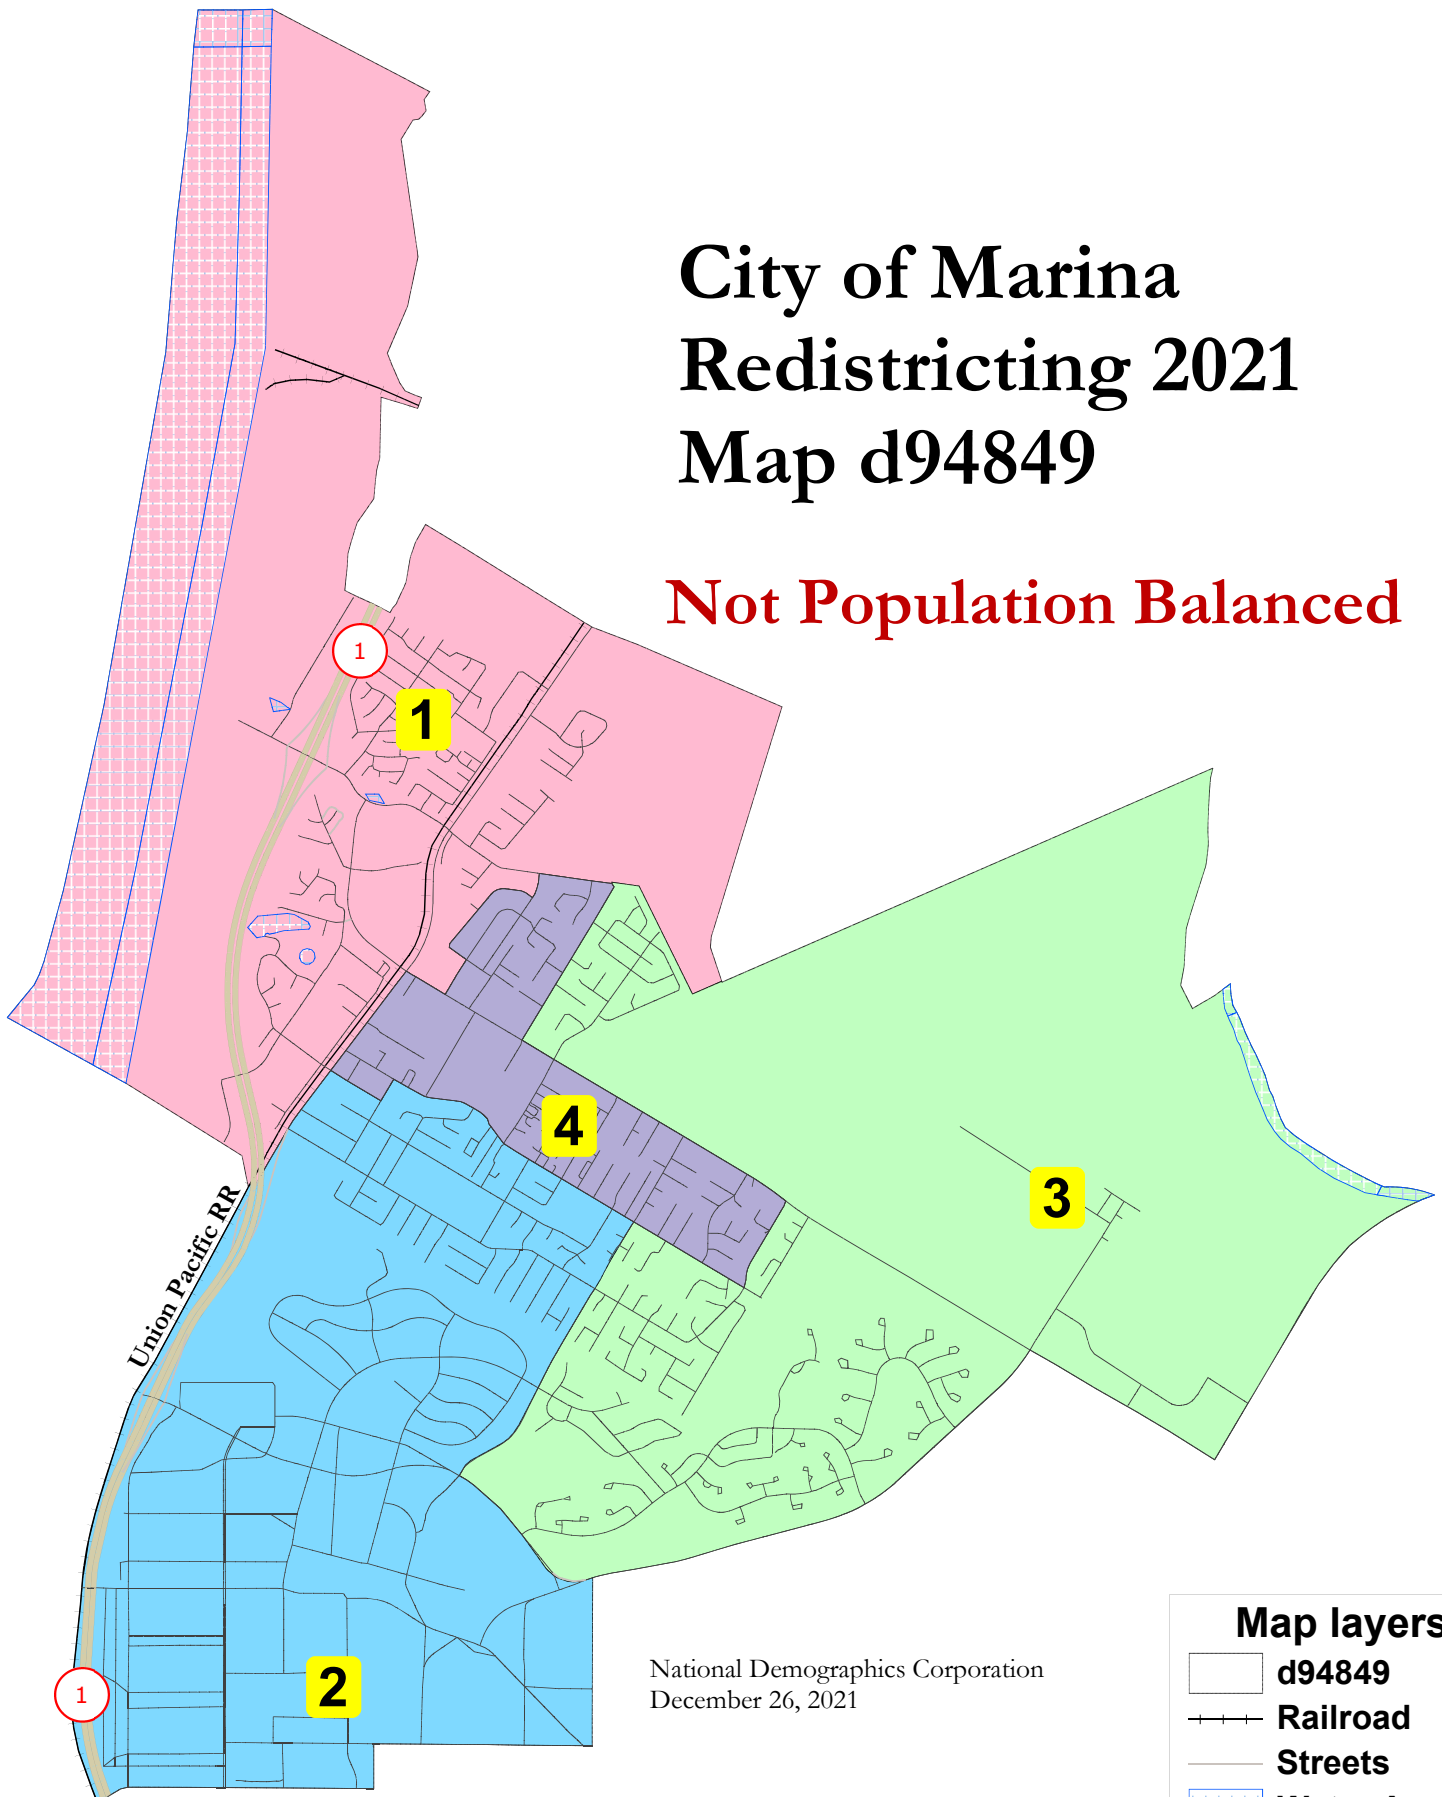 City of Marina
Redistricting 2021
Map d94849
Not Population Balanced
1
1
4
3
Union Pacific RR
2
1
National Demographics Corporation
December 26, 2021
Map layers
d94849
Railroad
Streets